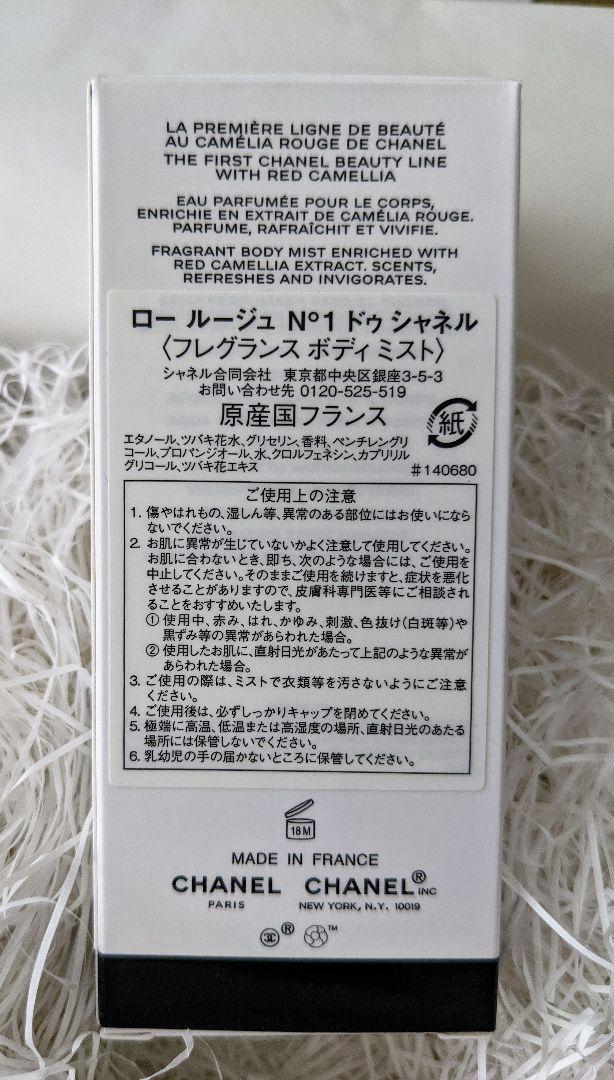 LA PREMIÈRE LIGNE DE BEAUTÉ
AU CAMÉLIA ROUGE DE CHANEL
THE FIRST CHANEL BEAUTY LINE
WITH RED CAMELLIA
EAU PARFUMÉE POUR LE CORPS,
ENRICHIE EN EXTRAIT DE CAMÉLIA ROUGE.
PARFUME, RAFRAÎCHIT ET VIVIFIE.
FRAGRANT BODY MIST ENRICHED WITH
RED CAMELLIA EXTRACT. SCENTS,
REFRESHES AND INVIGORATES.
ロー ルージュ N°1 ドゥ シャネル
〈フレグランス ボディ ミスト〉
シャネル合同会社 東京都中央区銀座3-5-3
お問い合わせ先 0120-525-519
原産国フランス
紙
エタノール、ツバキ花水、グリセリン、香料、ペンチレングリ
コール、プロパンジオール、水、クロルフェネシン、カプリリル
グリコール、ツバキ花エキス
#140680
ご使用上の注意
1. 傷やはれもの、湿しん等、異常のある部位にはお使いになら
ないでください。
2. お肌に異常が生じていないかよく注意して使用してください。
お肌に合わないとき、即ち、次のような場合には、ご使用を
中止してください。そのままご使用を続けますと、症状を悪化
させることがありますので、皮膚科専門医等にご相談され
ることをおすすめいたします。
① 使用中、赤み、はれ、かゆみ、刺激、色抜け(白斑等)や
黒ずみ等の異常があらわれた場合。
② 使用したお肌に、直射日光があたって上記のような異常が
あらわれた場合。
3. ご使用の際は、ミストで衣類等を汚さないようにご注意
ください。
4. ご使用後は、必ずしっかりキャップを閉めてください。
5. 極端に高温、低温または高湿度の場所、直射日光のあたる
場所には保管しないでください。
6. 乳幼児の手の届かないところに保管してください。
18M
MADE IN FRANCE
CHANEL CHANEL® INC
PARIS NEW YORK, N.Y. 10019
® ™